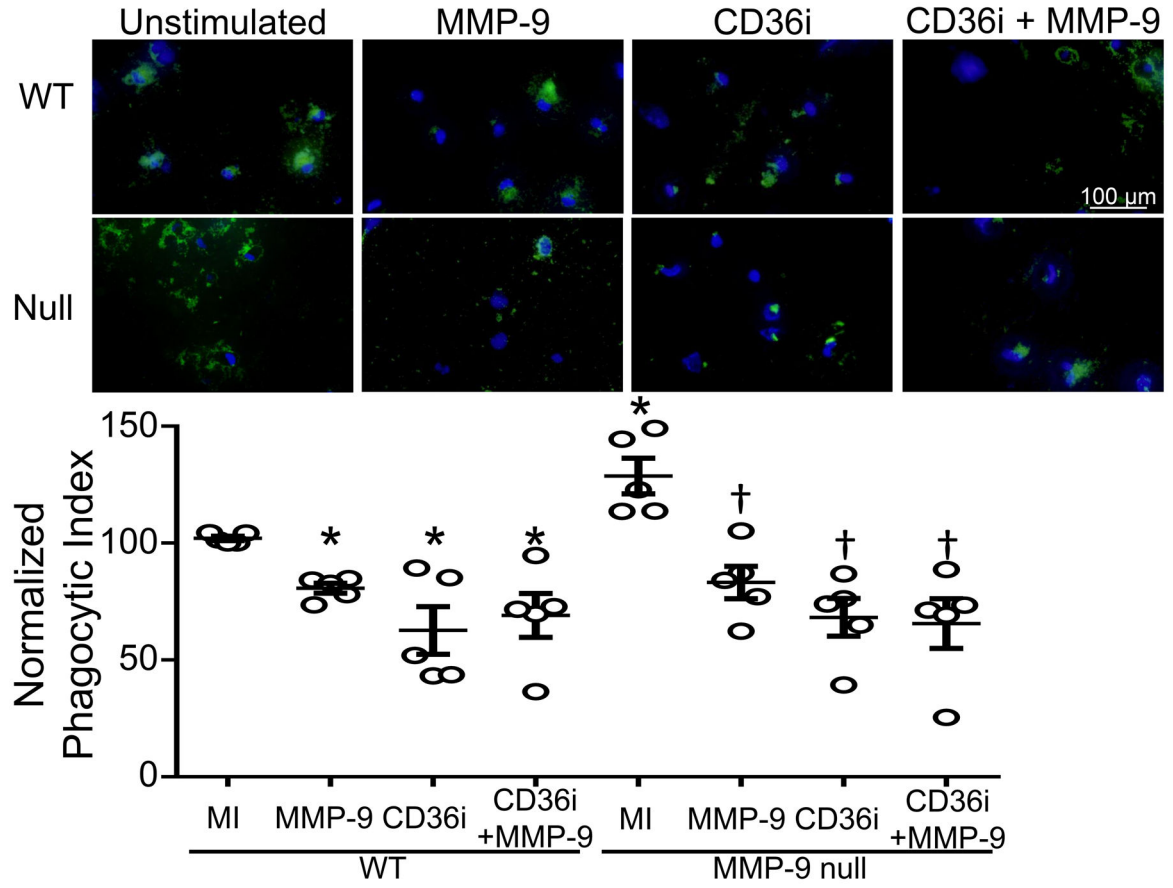 Unstimulated MMP-9 CD36i CD36i + MMP-9
WT
100 µm
Null
Normalized
Phagocytic Index
150
100
50
0
* * * * † † †
MI MMP-9 CD36i CD36i
+MMP-9
MI MMP-9 CD36i CD36i
+MMP-9
WT MMP-9 null